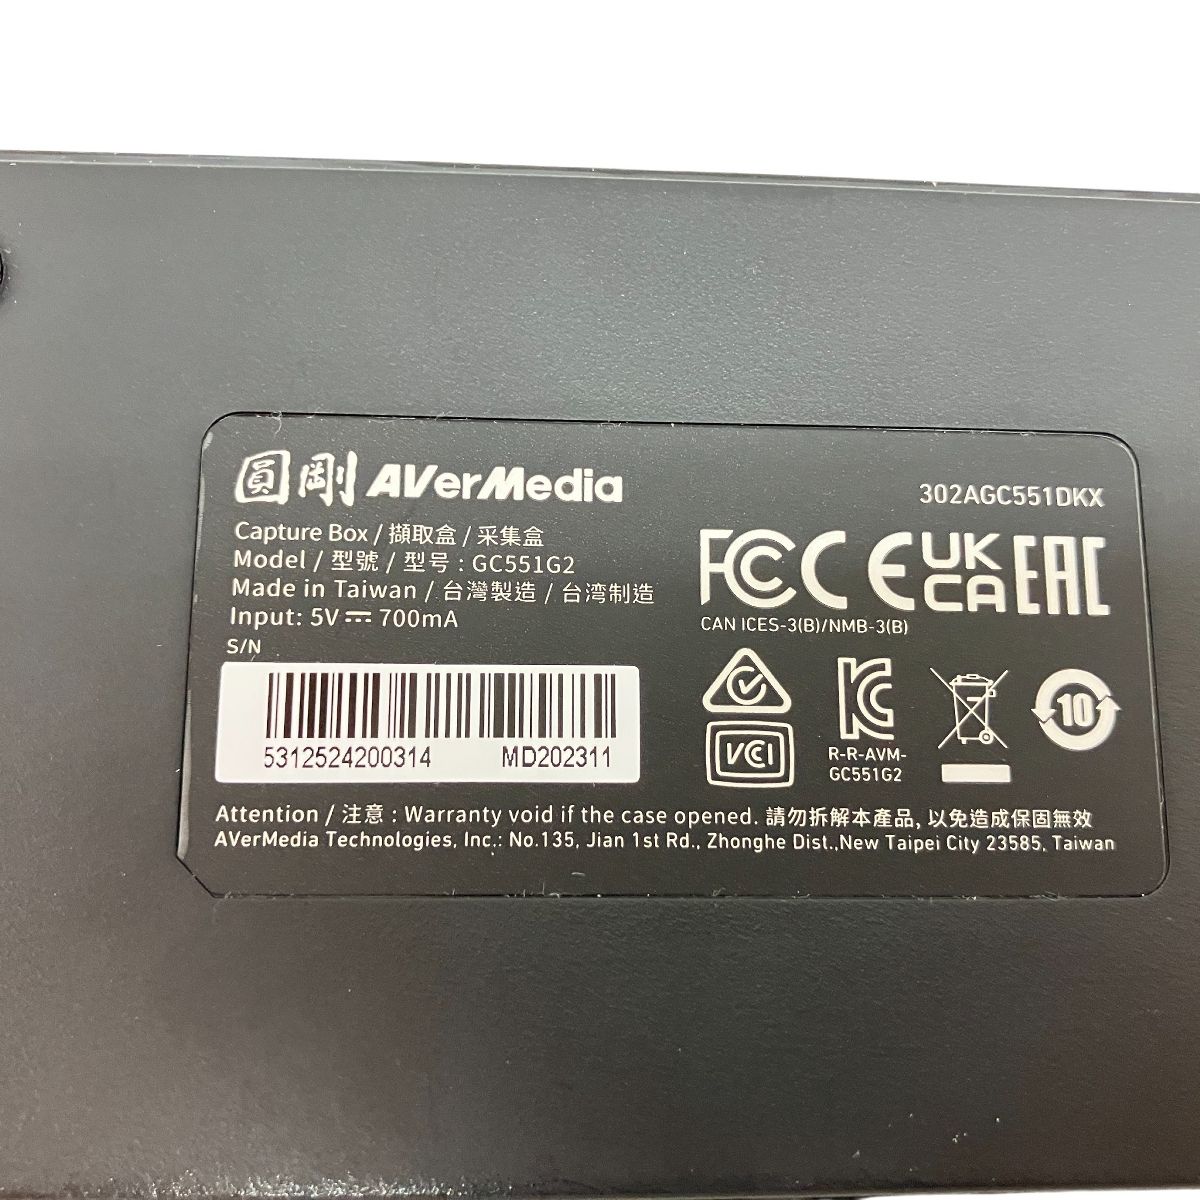 圓剛 AVerMedia
302AGC551DKX
Capture Box / 擷取盒 / 采集盒
Model / 型號 / 型号 : GC551G2
Made in Taiwan / 台灣製造 / 台湾制造
Input: 5V ⎓ 700mA
S/N
5312524200314 MD202311
FCC CE UKCA EAC
CAN ICES-3(B)/NMB-3(B)
VCI
R-R-AVM-
GC551G2
10
Attention / 注意 : Warranty void if the case opened. 請勿拆解本產品, 以免造成保固無效
AVerMedia Technologies, Inc.: No.135, Jian 1st Rd., Zhonghe Dist.,New Taipei City 23585, Taiwan